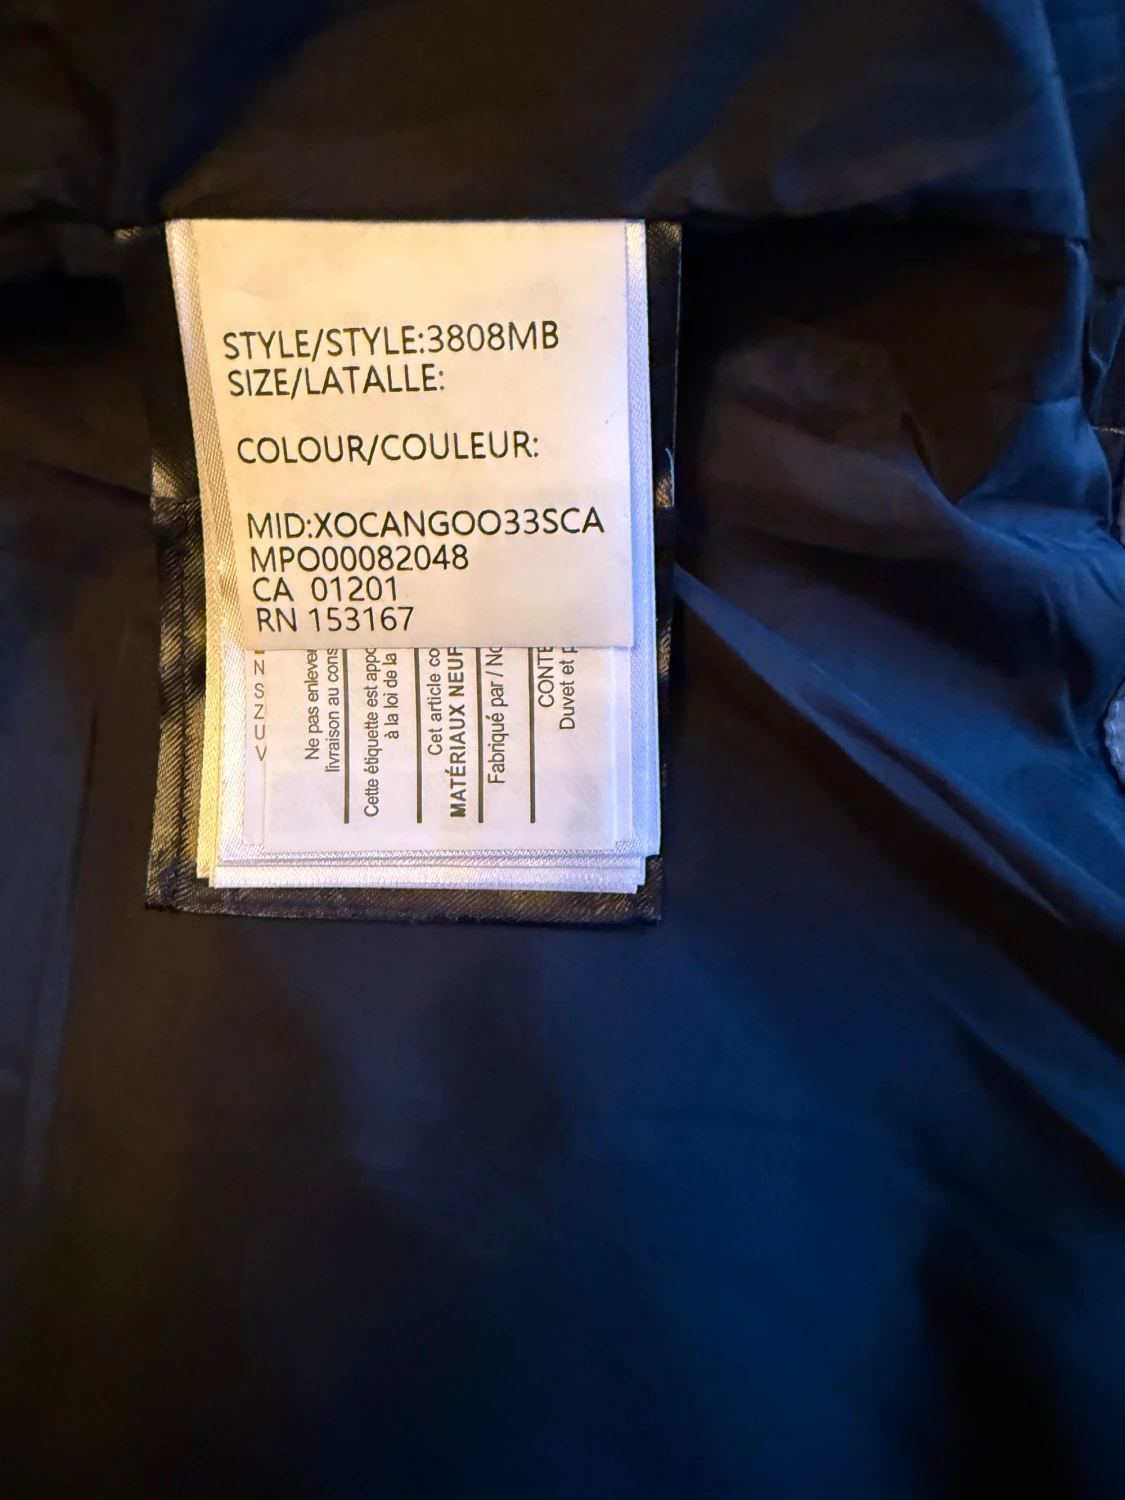 STYLE/STYLE:3808MB
SIZE/LATALLE:
COLOUR/COULEUR:
MID:XOCANGOO33SCA
MPO00082048
CA 01201
RN 153167
N
S
Z
U
V
Ne pas enleve
livraison au cons
Cette étiquette est appo
à la loi de la
Cet article co
MATÉRIAUX NEUF
Fabriqué par / No
CONTE
Duvet et p